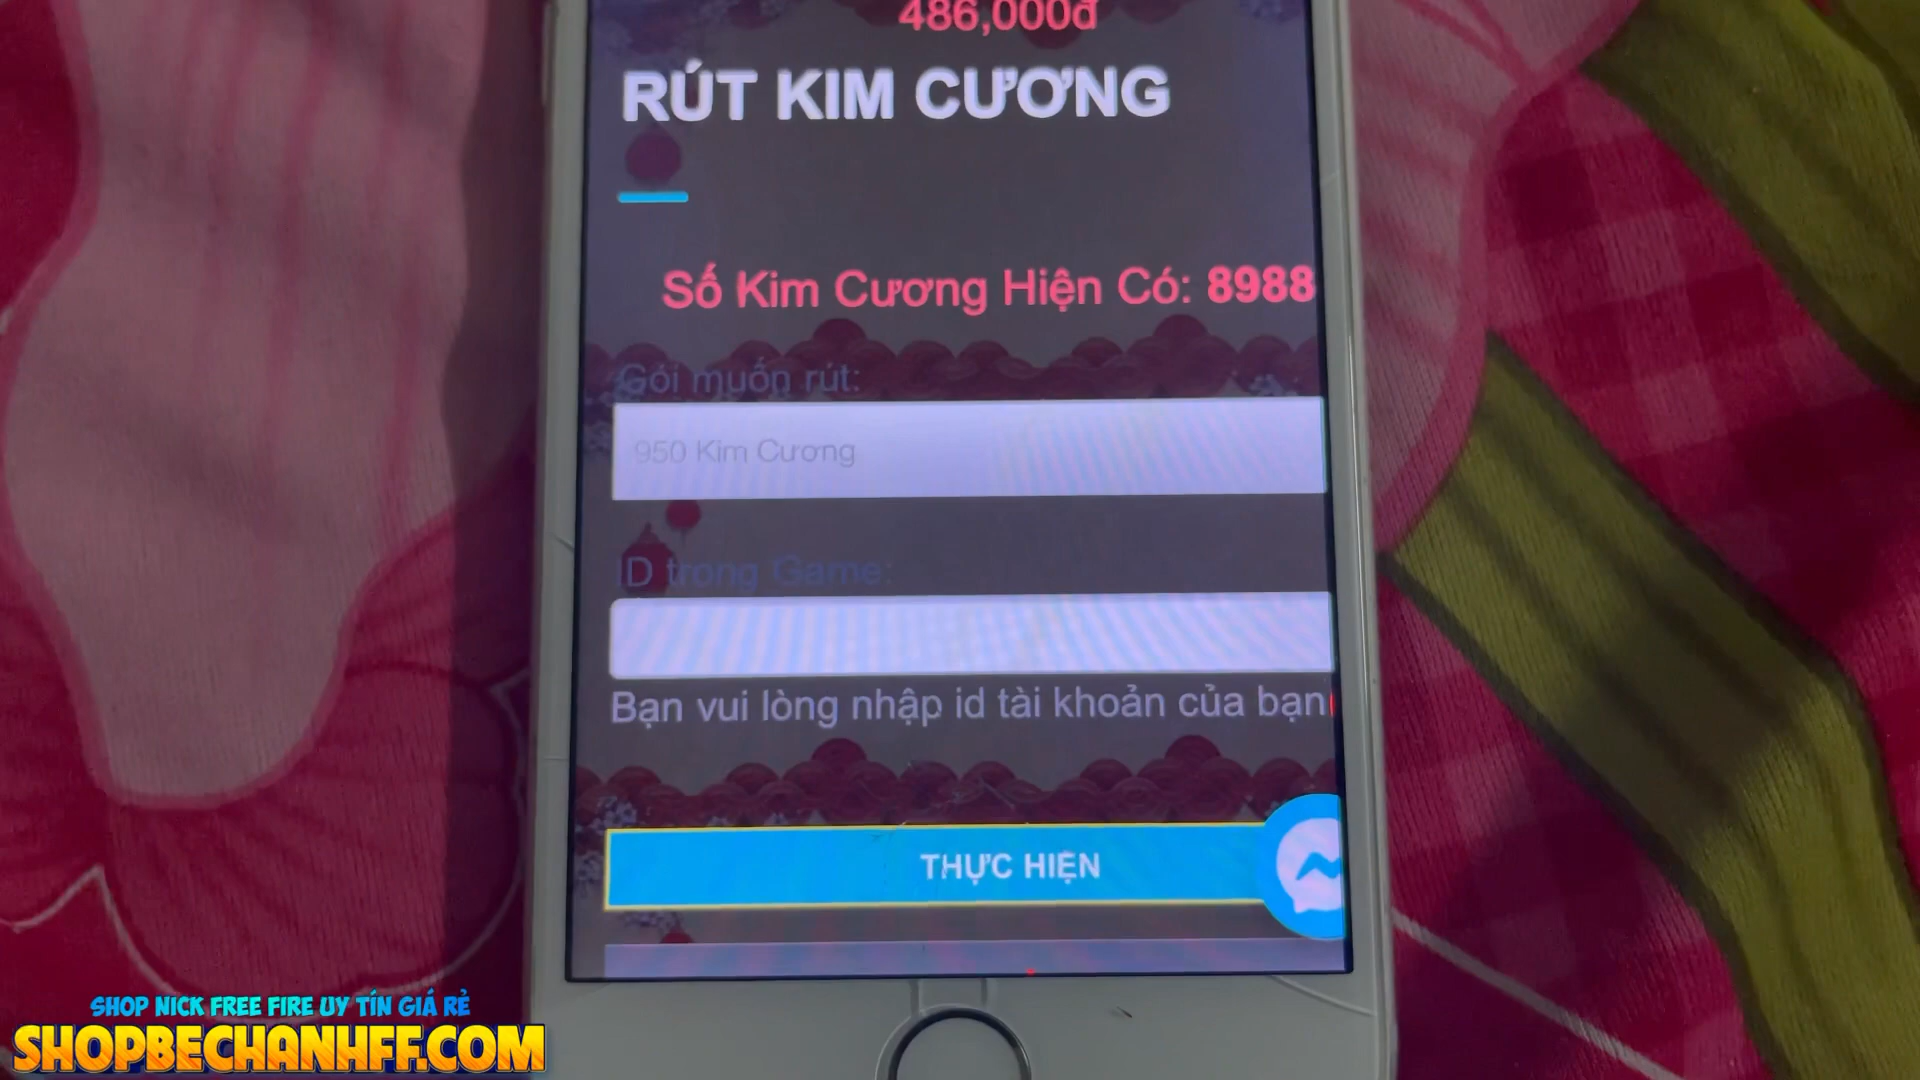 486,000đ
RÚT KIM CƯƠNG
Số Kim Cương Hiện Có: 8988
Gói muốn rút:
950 Kim Cương
ID trong Game:
Bạn vui lòng nhập id tài khoản của bạn
THỰC HIỆN
SHOP NICK FREE FIRE UY TÍN GIÁ RẺ
SHOPBECHANHFF.COM